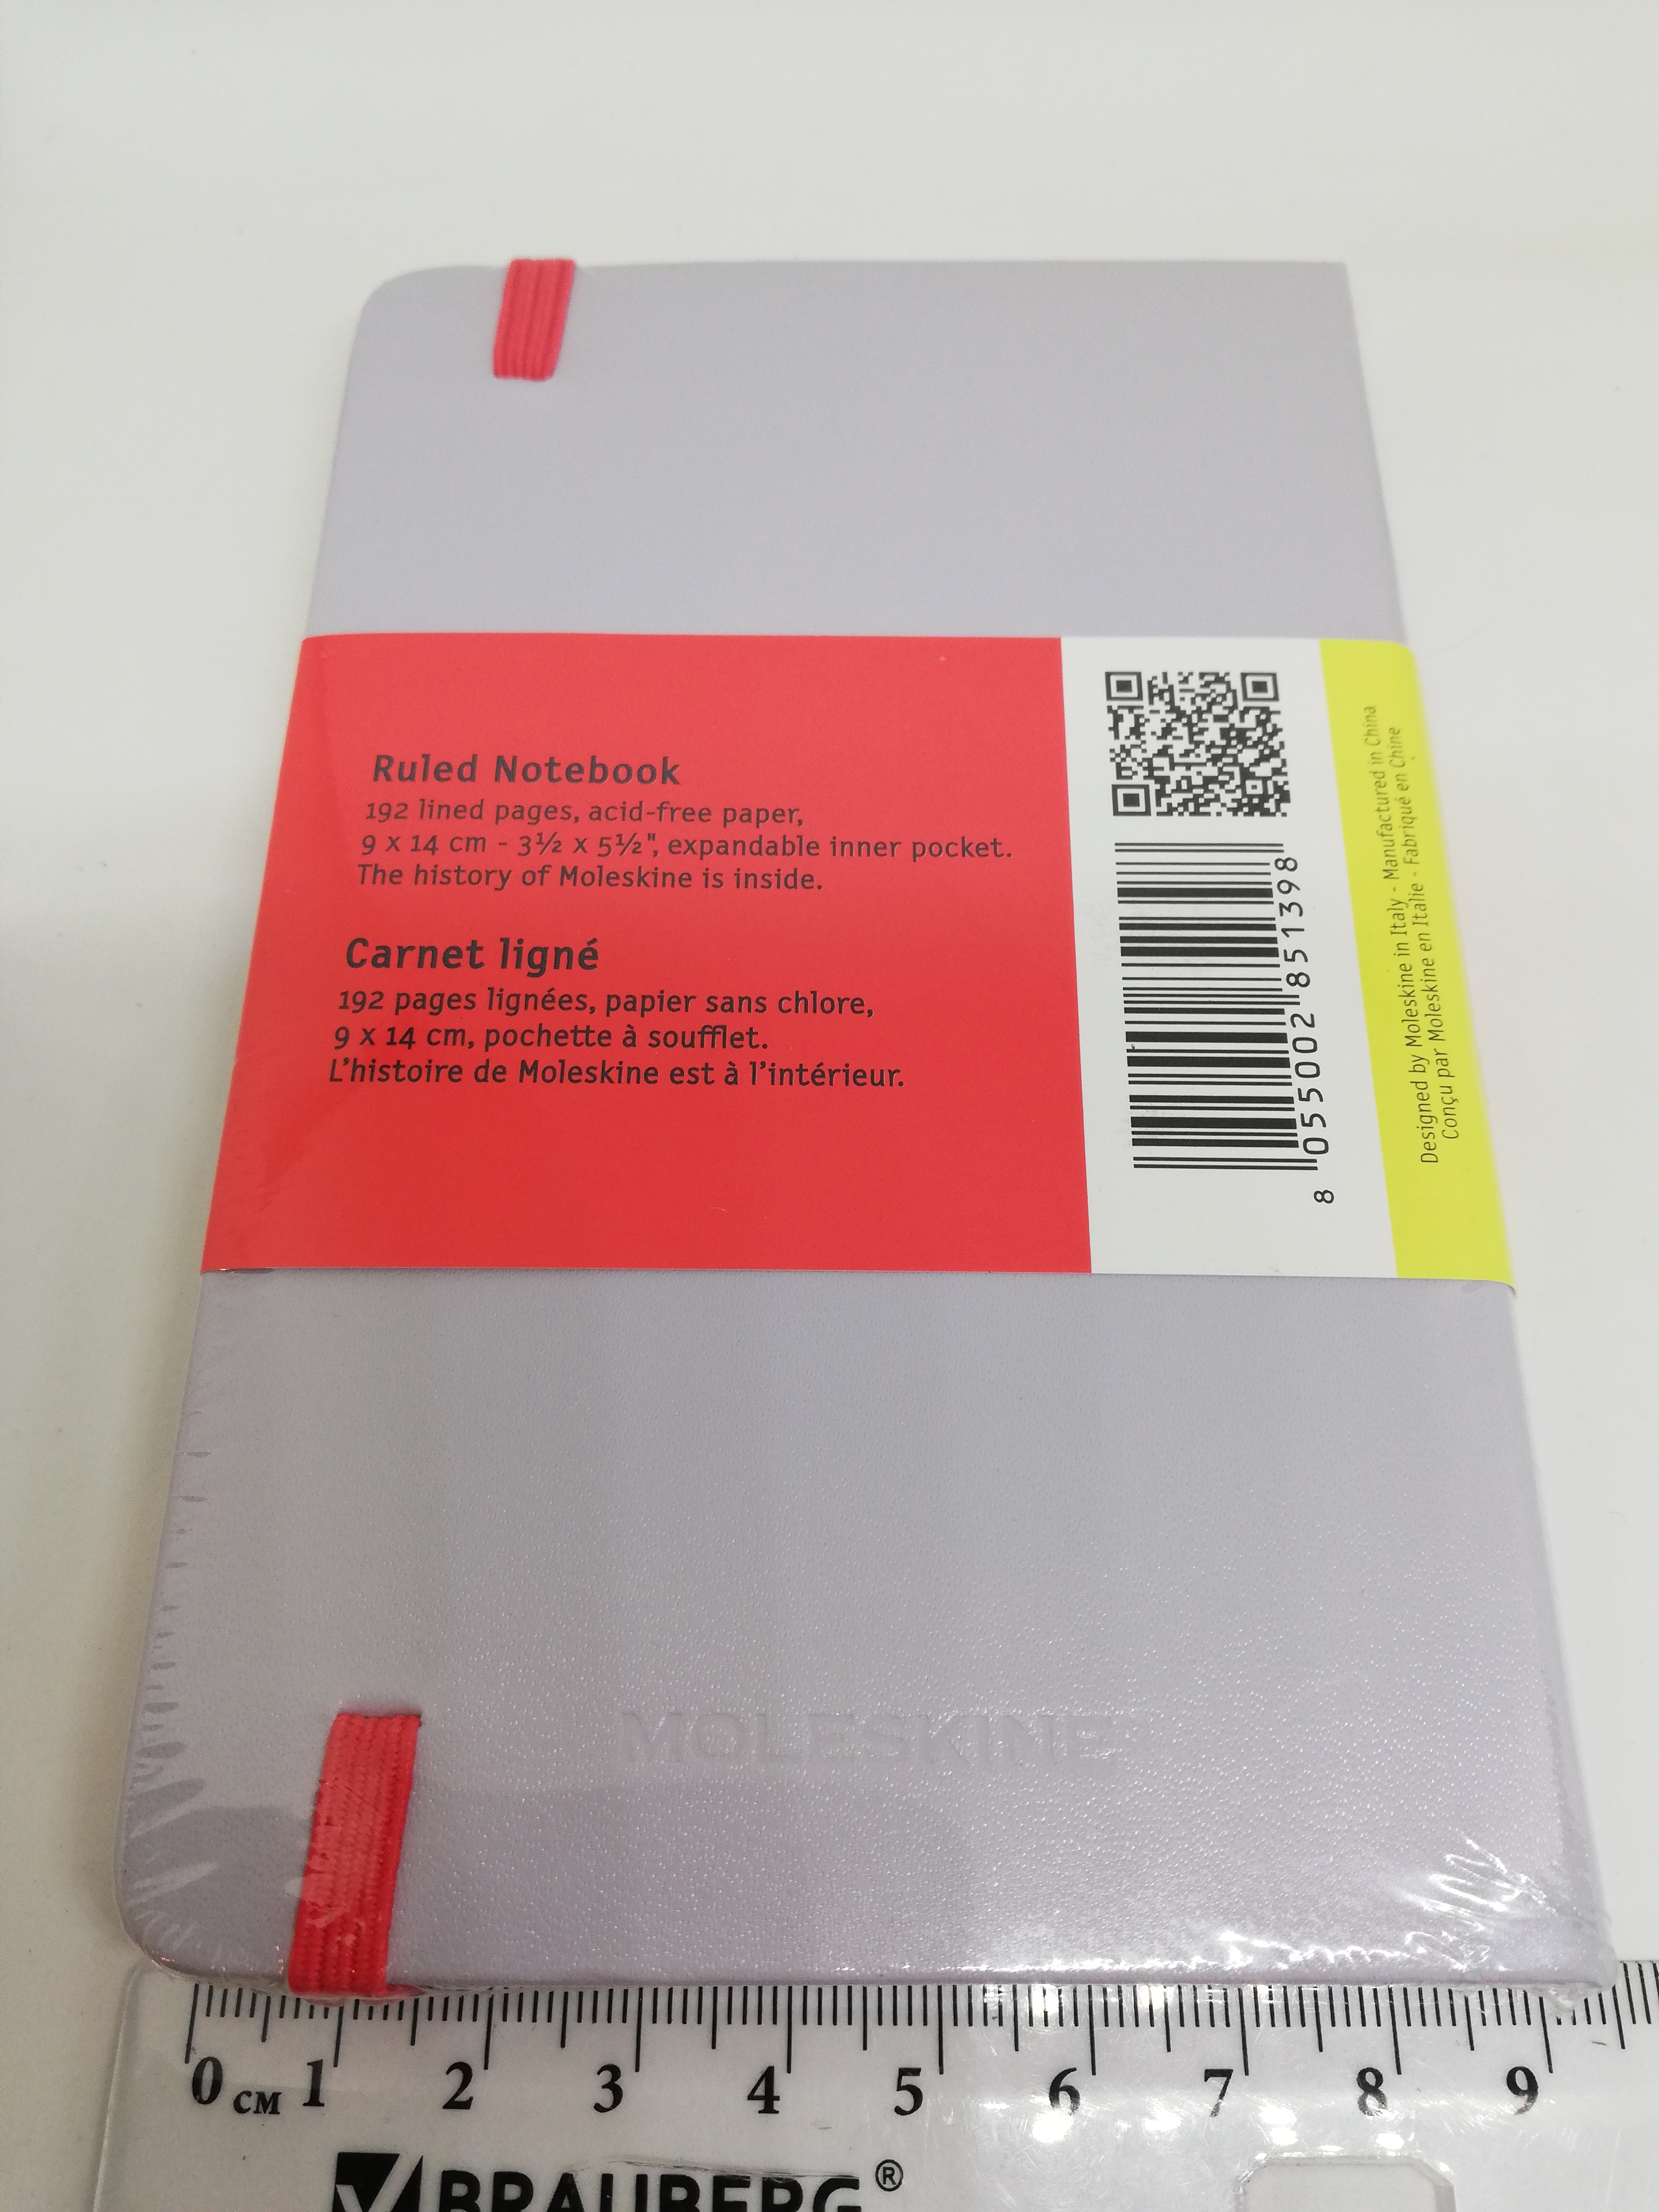 Ruled Notebook
192 lined pages, acid-free paper,
9 x 14 cm - 3½ x 5½", expandable inner pocket.
The history of Moleskine is inside.
Carnet ligné
192 pages lignées, papier sans chlore,
9 x 14 cm, pochette à soufflet.
L'histoire de Moleskine est à l'intérieur.
8 055002 851398
Designed by Moleskine in Italy - Manufactured in China
Conçu par Moleskine en Italie - Fabriqué en Chine
MOLESKINE
0 см 1 2 3 4 5 6 7 8 9
BRAUBERG®